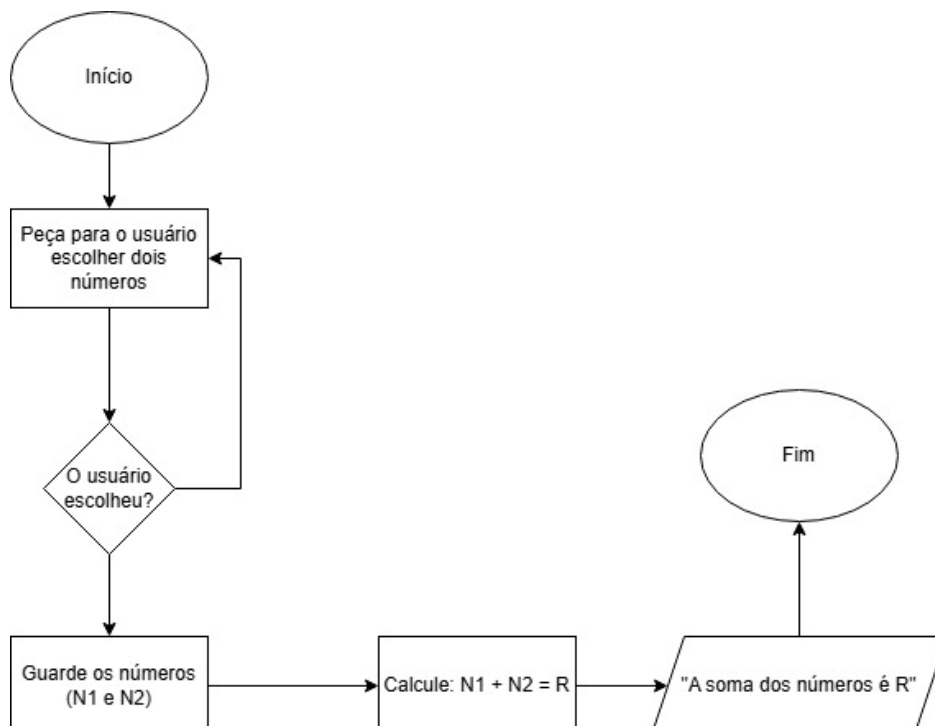 Início
Peça para o usuário
escolher dois
números
O usuário
escolheu?
Fim
Guarde os números
(N1 e N2)
Calcule: N1 + N2 = R
"A soma dos números é R"